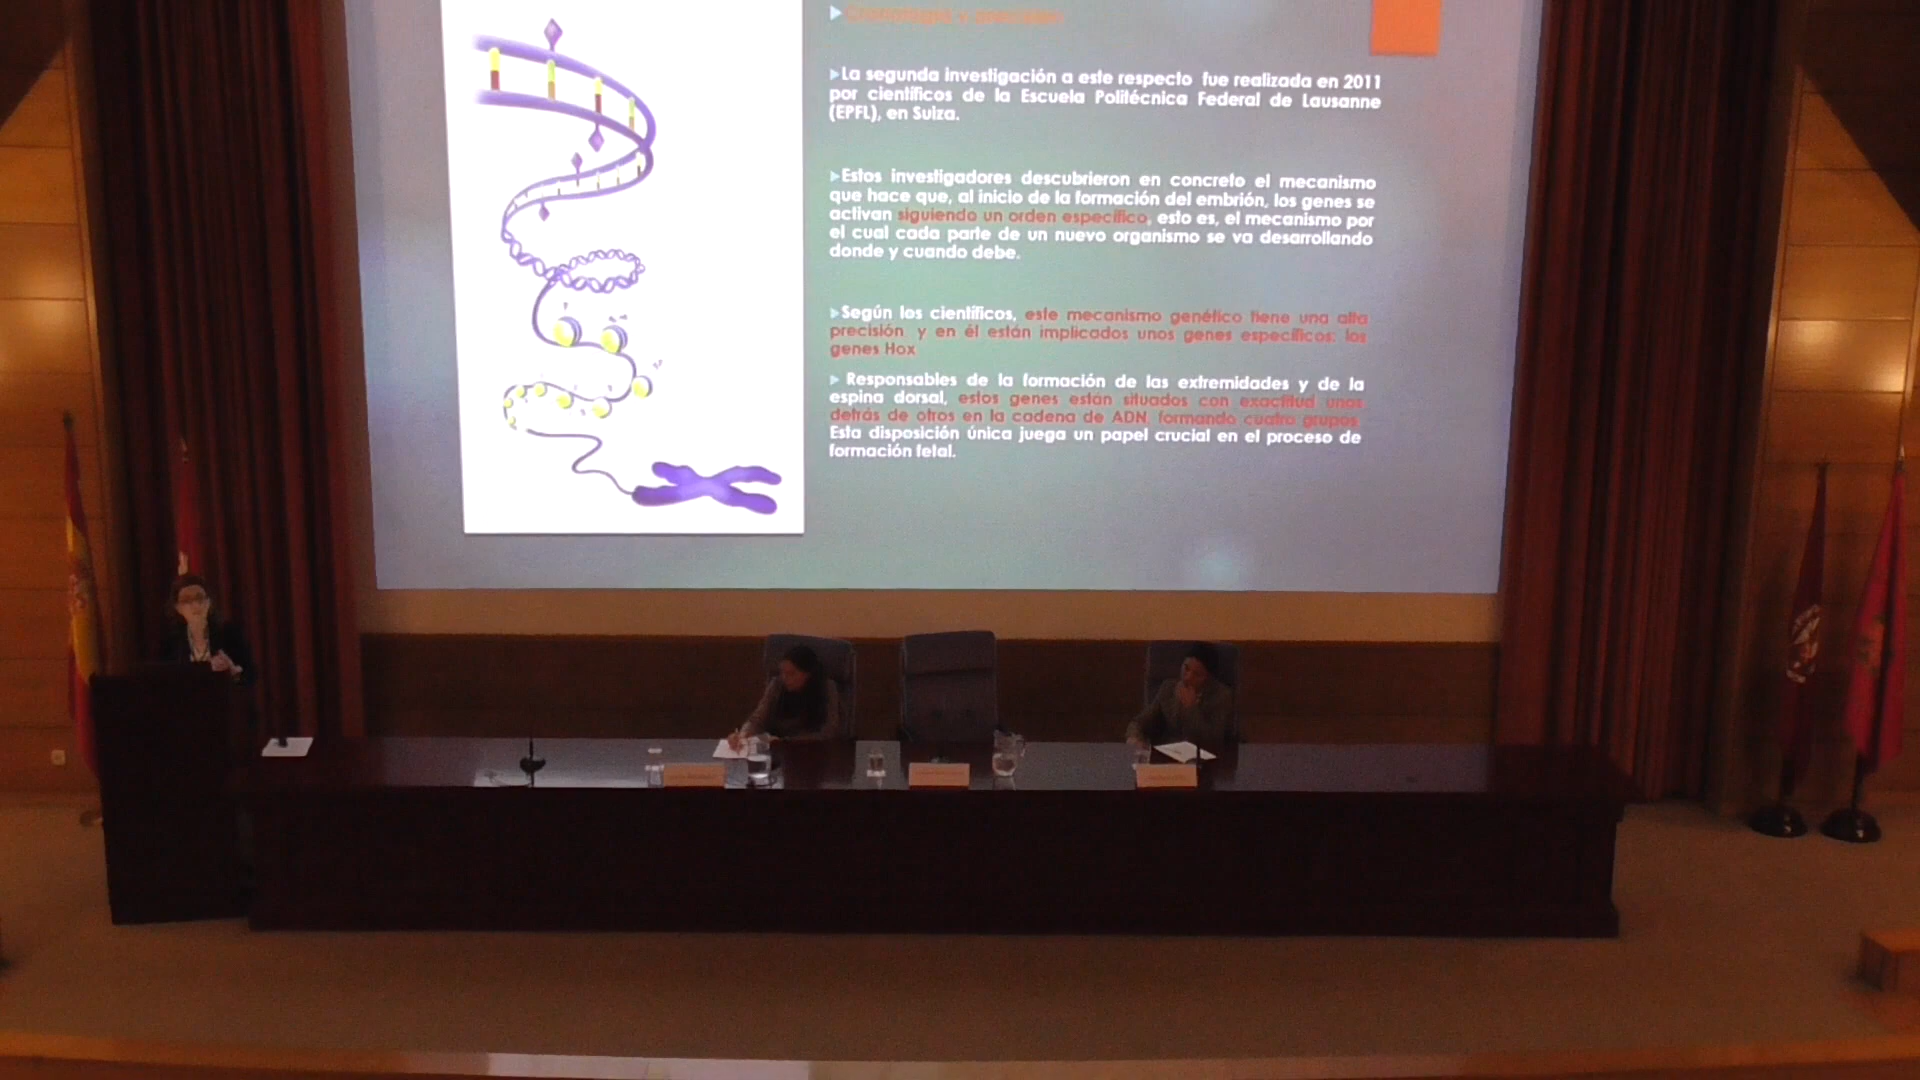 La segunda investigación a este respecto fue realizada en 2011
por científicos de la Escuela Politécnica Federal de Lausanne
(EPFL), en Suiza.
Estos investigadores descubrieron en concreto el mecanismo
que hace que, al inicio de la formación del embrión, los genes se
activan siguiendo un orden específico, esto es, el mecanismo por
el cual cada parte de un nuevo organismo se va desarrollando
donde y cuando debe.
Según los científicos, este mecanismo genético tiene una alta
precisión y en él están implicados unos genes específicos: los
genes Hox
Responsables de la formación de las extremidades y de la
espina dorsal, estos genes están situados con exactitud unos
detrás de otros en la cadena de ADN, formando cuatro grupos.
Esta disposición única juega un papel crucial en el proceso de
formación fetal.